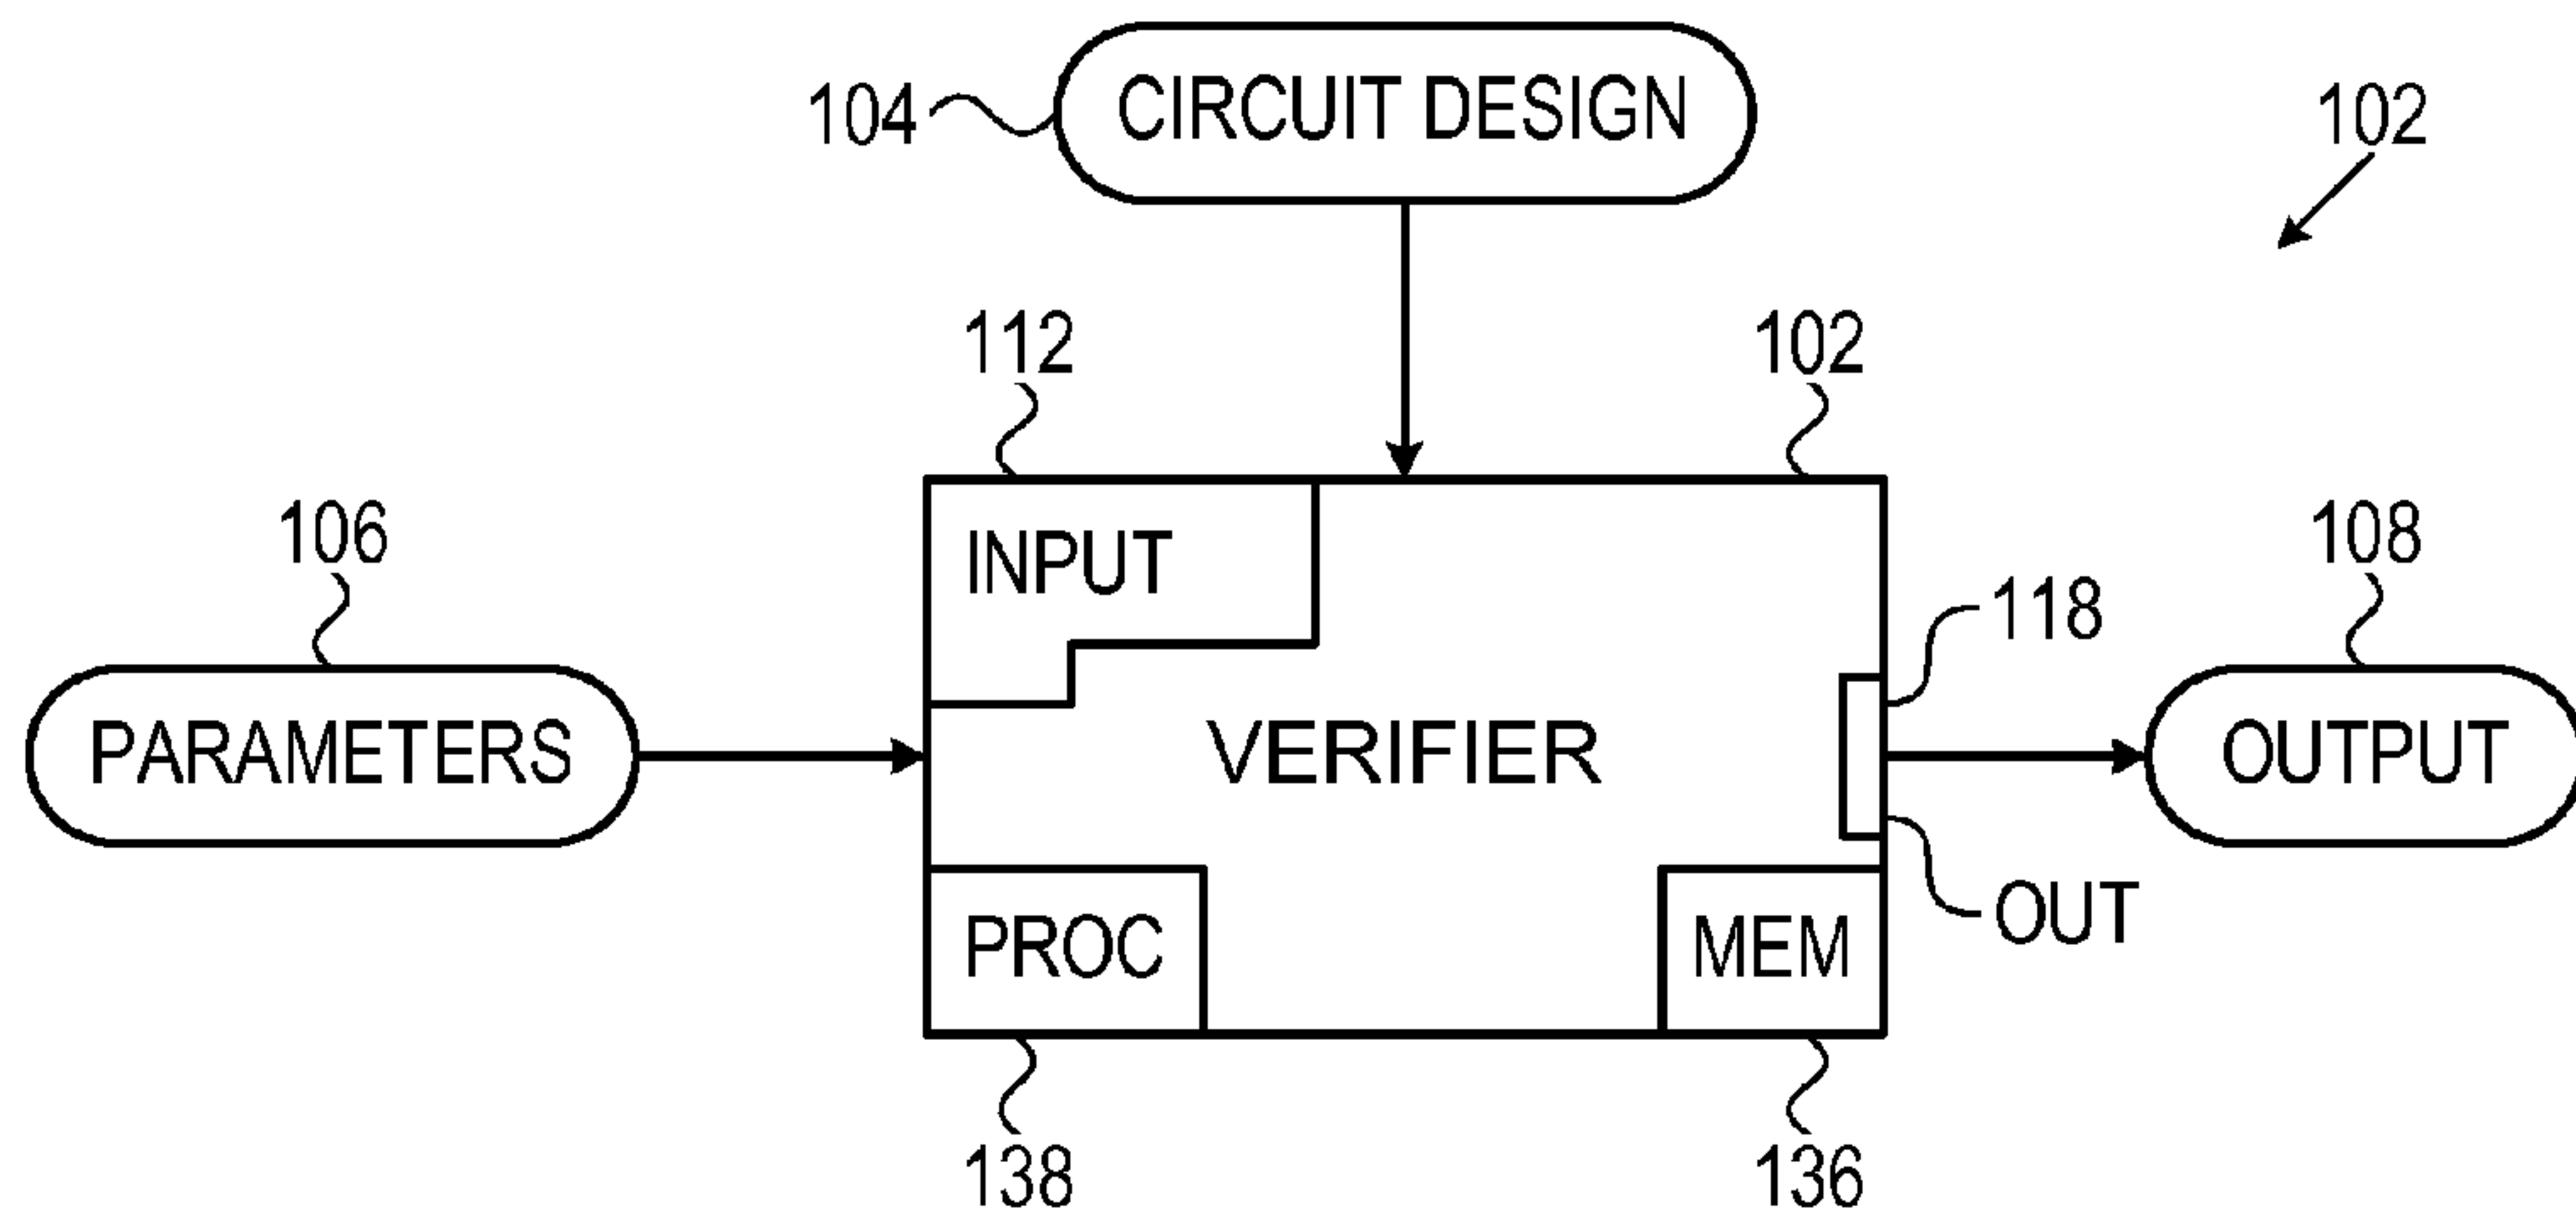 104
CIRCUIT DESIGN
102
112
102
106
INPUT
118
108
PARAMETERS
VERIFIER
OUTPUT
PROC
MEM
OUT
138
136